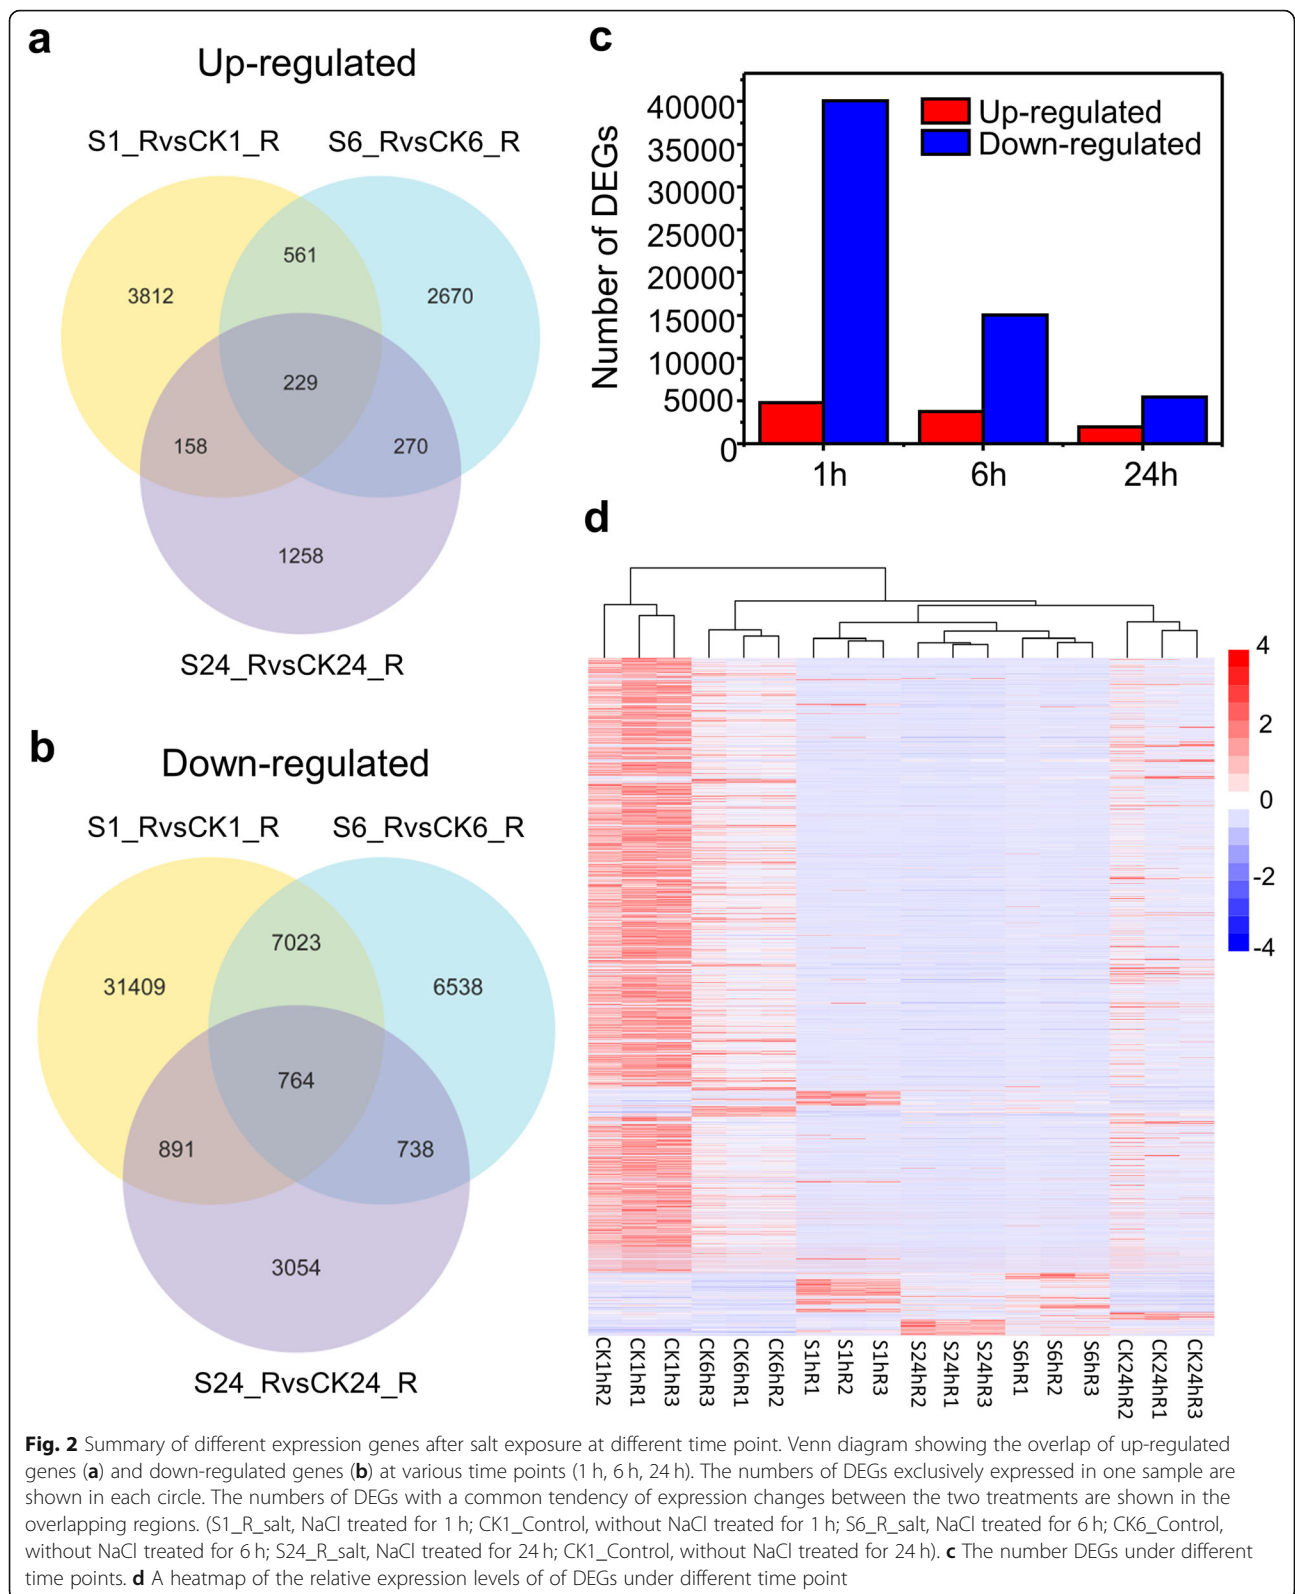 a
Up-regulated
S1_RvsCK1_R
S6_RvsCK6_R
561
3812
2670
229
158
270
1258
S24_RvsCK24_R
b
Down-regulated
S1_RvsCK1_R
S6_RvsCK6_R
7023
31409
6538
764
891
738
3054
S24_RvsCK24_R
c
Number of DEGs
40000
35000
30000
25000
20000
15000
10000
5000
0
Up-regulated
Down-regulated
1h
6h
24h
d
4
2
0
-2
-4
CK1hR2
CK1hR1
CK1hR3
CK6hR3
CK6hR1
CK6hR2
S1hR1
S1hR2
S1hR3
S24hR2
S24hR1
S24hR3
S6hR1
S6hR2
S6hR3
CK24hR2
CK24hR1
CK24hR3
Fig. 2 Summary of different expression genes after salt exposure at different time point. Venn diagram showing the overlap of up-regulated
genes (a) and down-regulated genes (b) at various time points (1 h, 6 h, 24 h). The numbers of DEGs exclusively expressed in one sample are
shown in each circle. The numbers of DEGs with a common tendency of expression changes between the two treatments are shown in the
overlapping regions. (S1_R_salt, NaCl treated for 1 h; CK1_Control, without NaCl treated for 1 h; S6_R_salt, NaCl treated for 6 h; CK6_Control,
without NaCl treated for 6 h; S24_R_salt, NaCl treated for 24 h; CK1_Control, without NaCl treated for 24 h). c The number DEGs under different
time points. d A heatmap of the relative expression levels of of DEGs under different time point